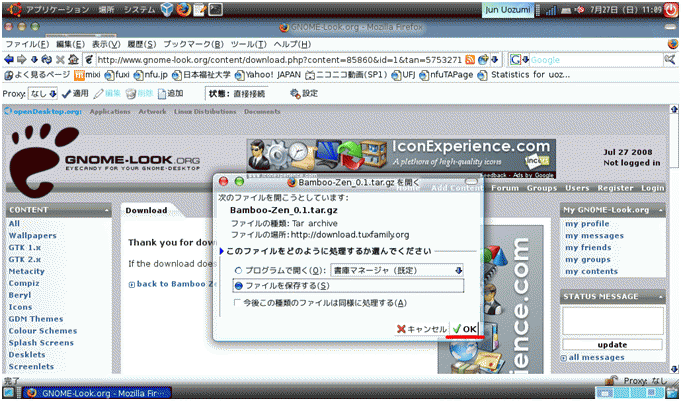 アプリケーション 場所 システム Jun Uozumi 7月27日 (日) 11:09
GNOME-Look.org - Mozilla Firefox
ファイル(F) 編集(E) 表示(V) 履歴(S) ブックマーク(B) ツール(T) ヘルプ(H)
http://www.gnome-look.org/content/download.php?content=85860&id=1&tan=5753271 Google
よく見るページ mixi fuxi nfu.jp 日本福祉大学 Yahoo! JAPAN ニコニコ動画(SP1) UFJ nfuTAPage Statistics for uoz...
Proxy: なし 適用 編集 削除 追加 状態: 直接接続 設定
openDesktop.org: Applications Artwork Linux Distributions Documents
GNOME-LOOK.ORG
EYECANDY FOR YOUR GNOME-DESKTOP
IconExperience.com
A plethora of high-quality icons
Feedback - Ads by Google
Jul 27 2008
Not logged in
Home Add Content Forum Groups Users Register Login
CONTENT
All
Wallpapers
GTK 1.x
GTK 2.x
Metacity
Compiz
Beryl
Icons
GDM Themes
Colour Schemes
Splash Screens
Desklets
Screenlets
Download
Thank you for dow
If the download does
back to Bamboo Ze
Bamboo-Zen_0.1.tar.gz を開く
次のファイルを開こうとしています:
Bamboo-Zen_0.1.tar.gz
ファイルの種類: Tar archive
ファイルの場所: http://download.tuxfamily.org
このファイルをどのように処理するか選んでください
プログラムで開く(O): 書庫マネージャ (既定)
ファイルを保存する(S)
今後この種類のファイルは同様に処理する(A)
キャンセル OK
ience.com
My GNOME-Look.org
my profile
my messages
my friends
my groups
my contents
STATUS MESSAGE
update
all messages
完了 Proxy: なし
GNOME-Look.org - Mozilla Fir...